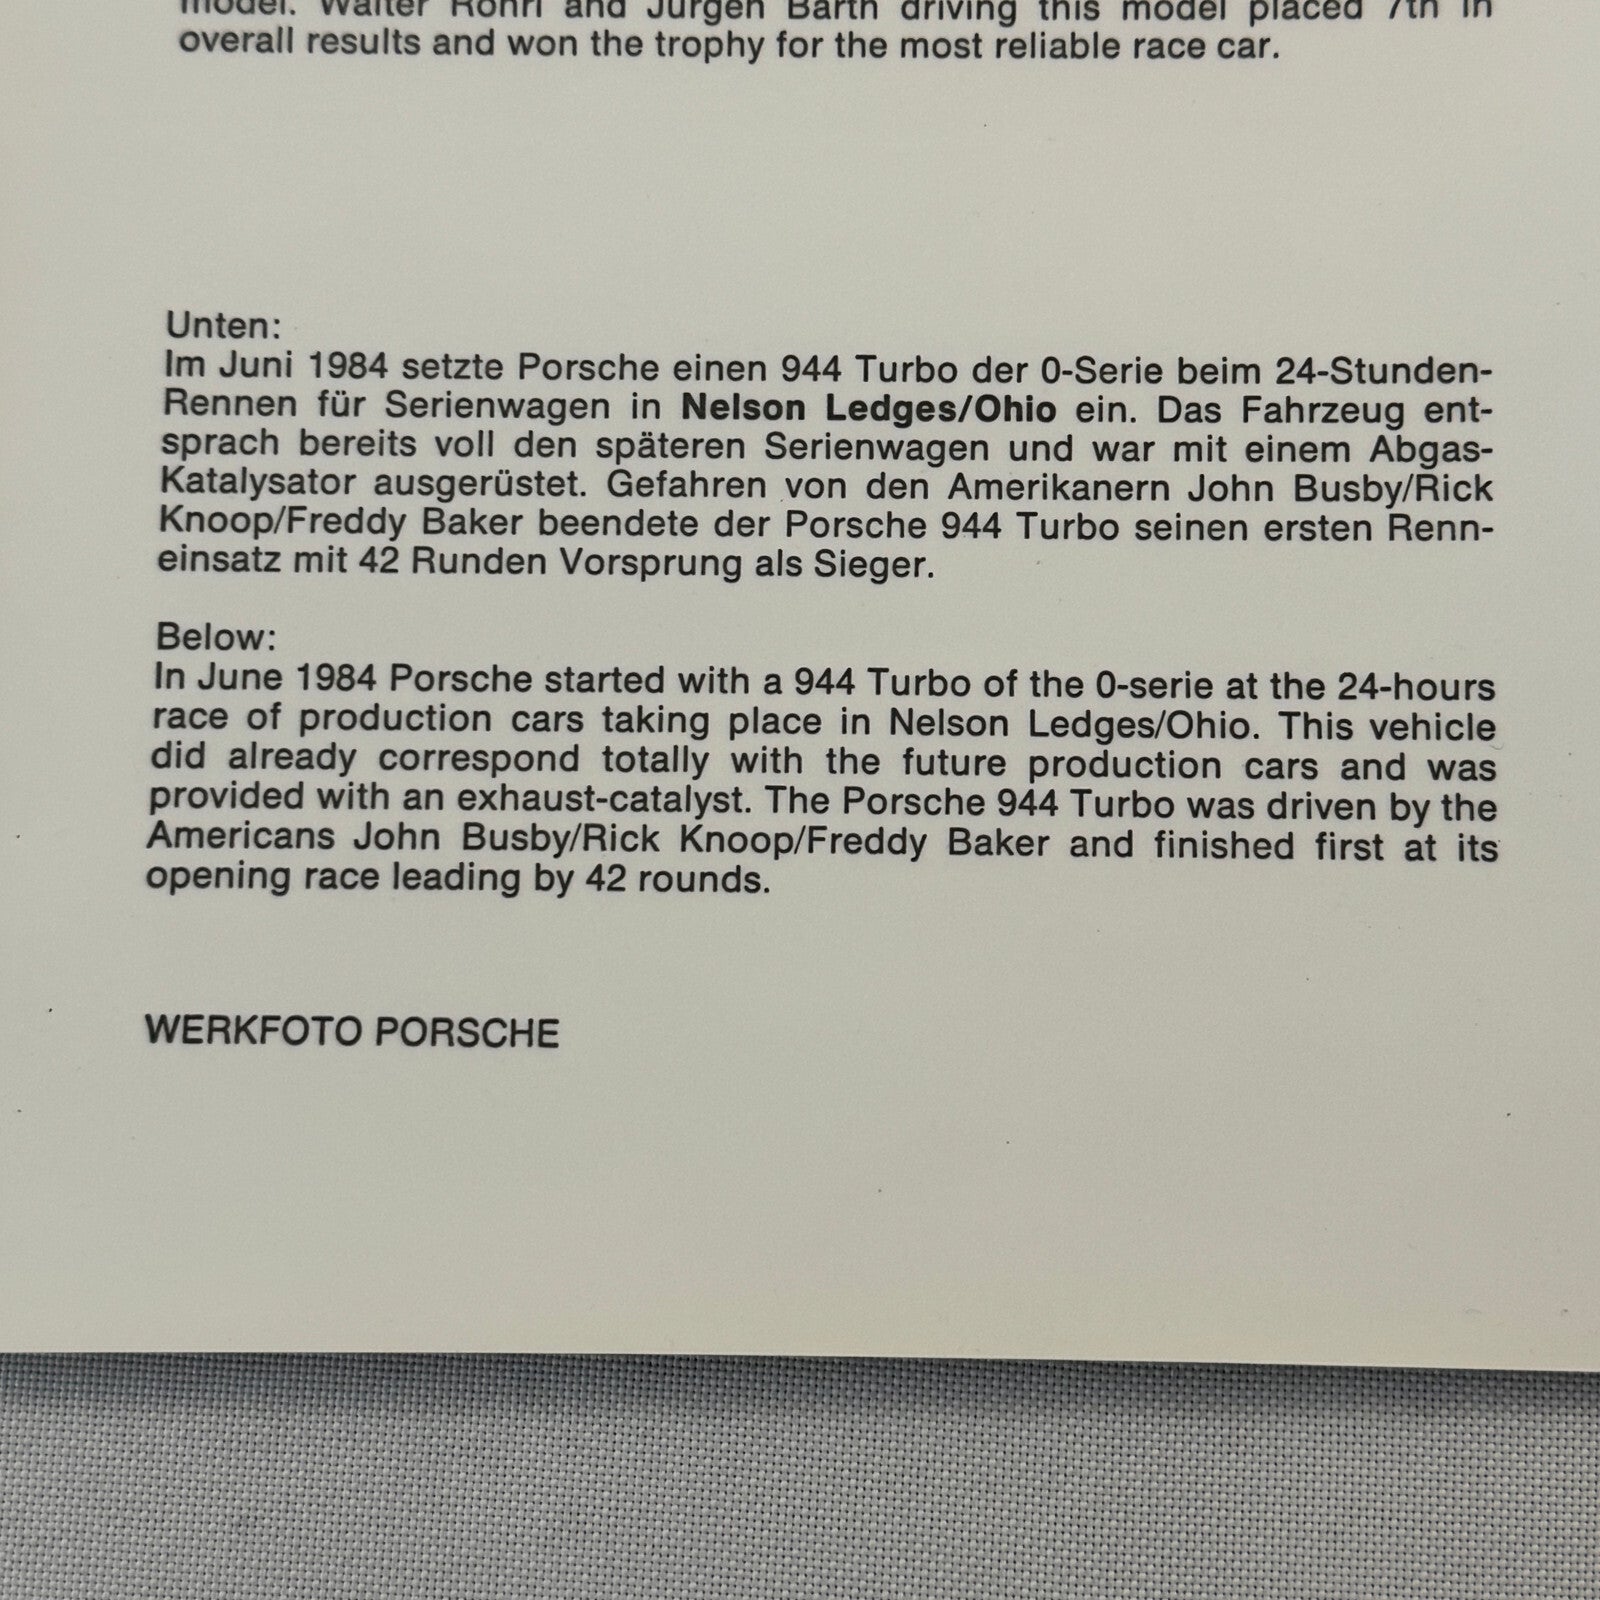 model. Walter Röhrl and Jürgen Barth driving this model placed 7th in
overall results and won the trophy for the most reliable race car.
Unten:
Im Juni 1984 setzte Porsche einen 944 Turbo der 0-Serie beim 24-Stunden-
Rennen für Serienwagen in Nelson Ledges/Ohio ein. Das Fahrzeug ent-
sprach bereits voll den späteren Serienwagen und war mit einem Abgas-
Katalysator ausgerüstet. Gefahren von den Amerikanern John Busby/Rick
Knoop/Freddy Baker beendete der Porsche 944 Turbo seinen ersten Renn-
einsatz mit 42 Runden Vorsprung als Sieger.
Below:
In June 1984 Porsche started with a 944 Turbo of the 0-serie at the 24-hours
race of production cars taking place in Nelson Ledges/Ohio. This vehicle
did already correspond totally with the future production cars and was
provided with an exhaust-catalyst. The Porsche 944 Turbo was driven by the
Americans John Busby/Rick Knoop/Freddy Baker and finished first at its
opening race leading by 42 rounds.
WERKFOTO PORSCHE